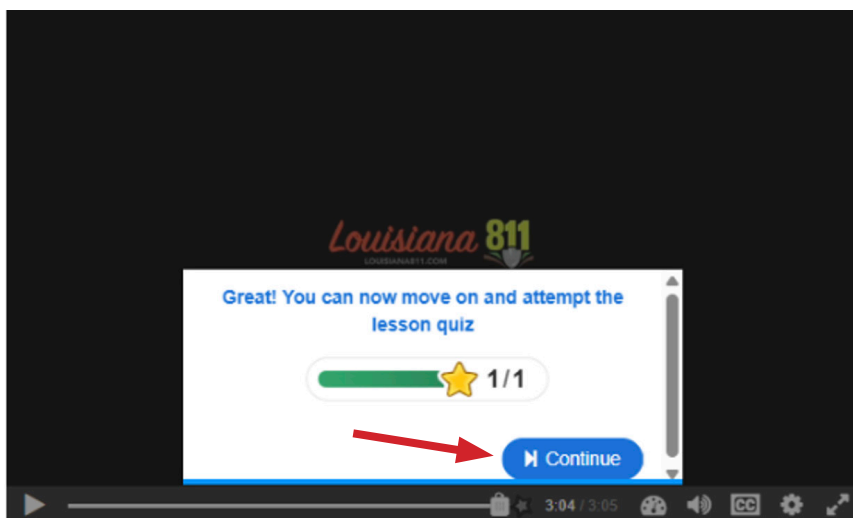 Louisiana 811
LOUISIANA811.COM
Great! You can now move on and attempt the
lesson quiz
1/1
Continue
3:04 / 3:05
CC